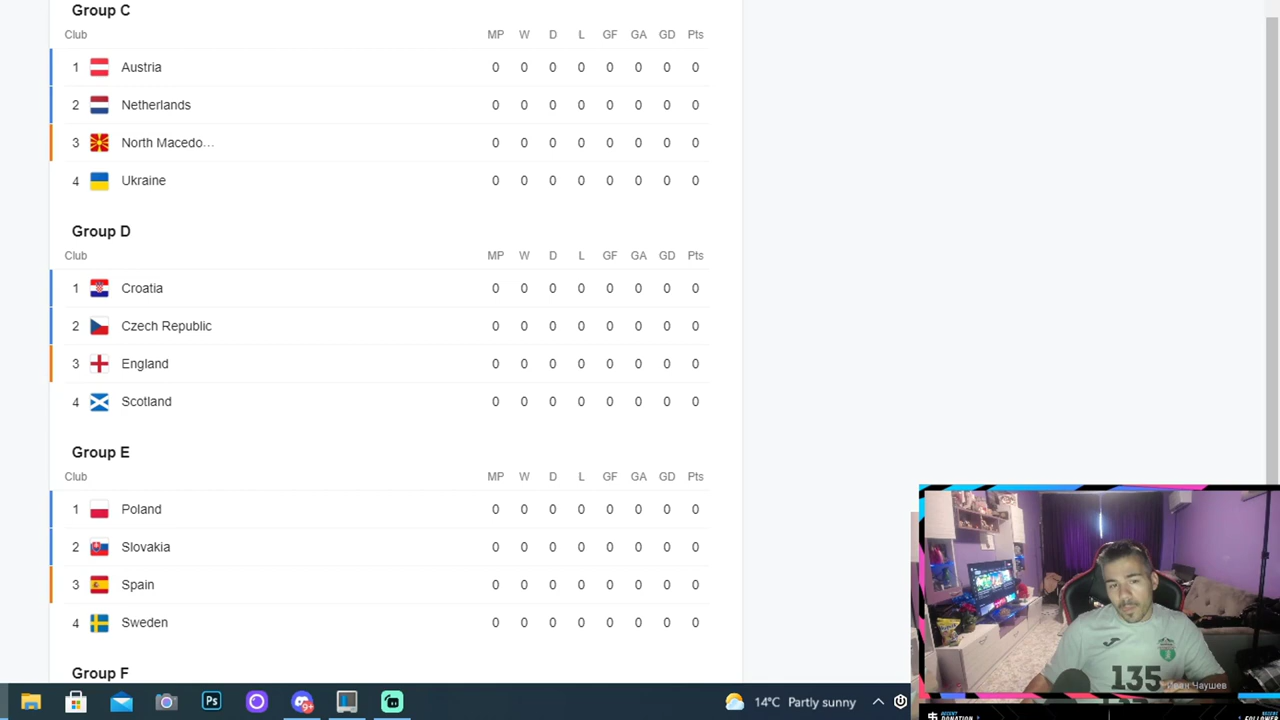 Group C
Club MP W D L GF GA GD Pts
1 Austria 0 0 0 0 0 0 0 0
2 Netherlands 0 0 0 0 0 0 0 0
3 North Macedo... 0 0 0 0 0 0 0 0
4 Ukraine 0 0 0 0 0 0 0 0
Group D
Club MP W D L GF GA GD Pts
1 Croatia 0 0 0 0 0 0 0 0
2 Czech Republic 0 0 0 0 0 0 0 0
3 England 0 0 0 0 0 0 0 0
4 Scotland 0 0 0 0 0 0 0 0
Group E
Club MP W D L GF GA GD Pts
1 Poland 0 0 0 0 0 0 0 0
2 Slovakia 0 0 0 0 0 0 0 0
3 Spain 0 0 0 0 0 0 0 0
4 Sweden 0 0 0 0 0 0 0 0
Group F
135
Иван Чаушев
Ps
14°C Partly sunny
RECENT
DONATION
RECENT
FOLLOWER